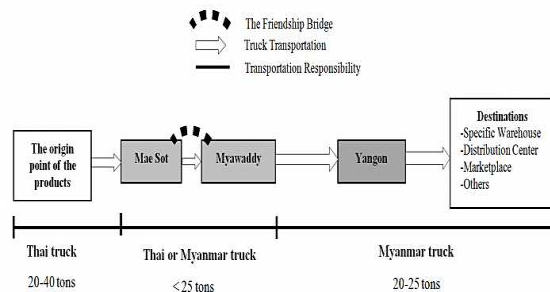 The Friendship Bridge
Truck Transportation
Transportation Responsibility
The origin
point of the
products
Mae Sot
Myawaddy
Yangon
Destinations
-Specific Warehouse
-Distribution Center
-Marketplace
-Others
Thai truck
Thai or Myanmar truck
Myanmar truck
20-40 tons
<25 tons
20-25 tons